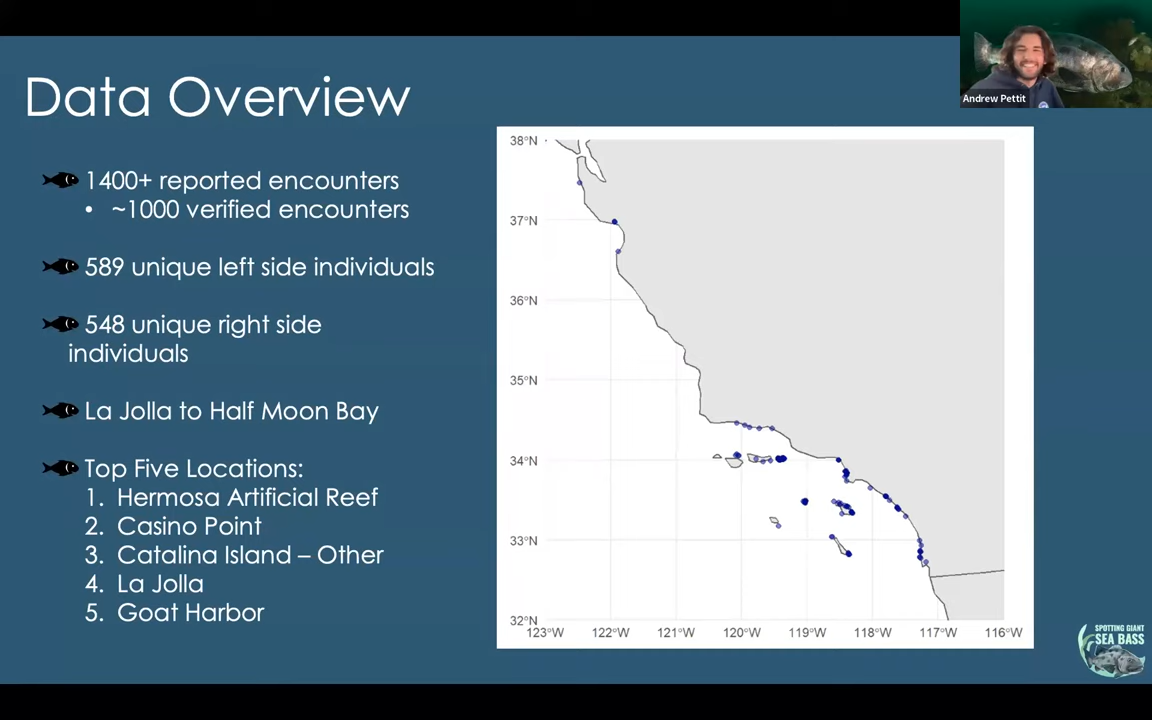 Andrew Pettit
Data Overview
1400+ reported encounters
• ~1000 verified encounters
589 unique left side individuals
548 unique right side
individuals
La Jolla to Half Moon Bay
Top Five Locations:
1. Hermosa Artificial Reef
2. Casino Point
3. Catalina Island – Other
4. La Jolla
5. Goat Harbor
38°N
37°N
36°N
35°N
34°N
33°N
32°N
123°W 122°W 121°W 120°W 119°W 118°W 117°W 116°W
SPOTTING GIANT
SEA BASS